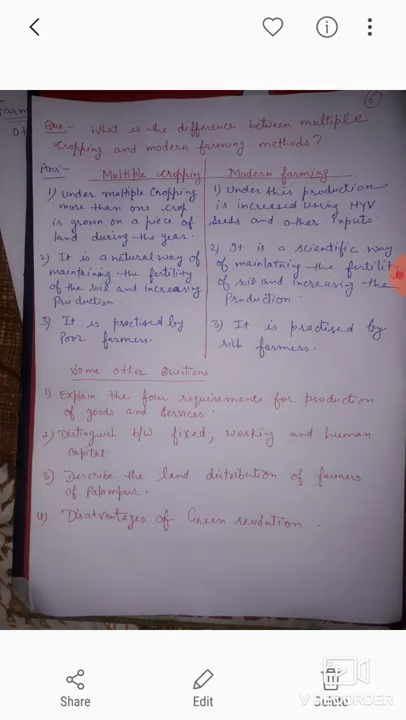 6
Que:- What is the difference between multiple
cropping and modern farming methods?
Ans:-
Multiple Cropping
1) Under multiple cropping
more than one crop
is grown on a piece of
land during the year.
2) It is a natural way of
maintaining the fertility
of the soil and increasing
Production.
3) It is practised by
Poor farmers.
Modern farming
1) Under this production
is increased using HYV
Seeds and other inputs.
2) It is a scientific way
of maintaining the fertility
of soil and increasing the
Production.
3) It is practised by
rich farmers.
Some other Questions
1) Explain the four requirements for production
of goods and services.
2) Distinguish b/w fixed, working and human
capital.
3) Describe the land distribution of farmers
of Palampur.
4) Disadvantages of Green revolution.
Share
Edit
Delete
VRECORDER